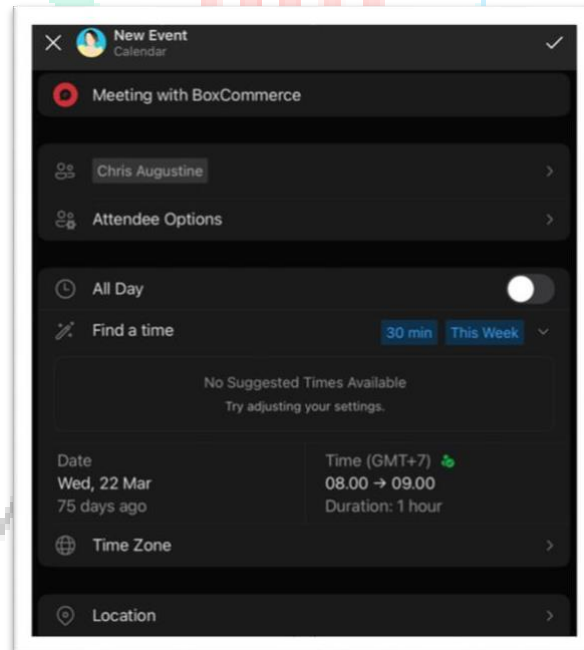 New Event
Calendar
Meeting with BoxCommerce
Chris Augustine
Attendee Options
All Day
Find a time
30 min This Week
No Suggested Times Available
Try adjusting your settings.
Date
Wed, 22 Mar
75 days ago
Time (GMT+7)
08.00 → 09.00
Duration: 1 hour
Time Zone
Location